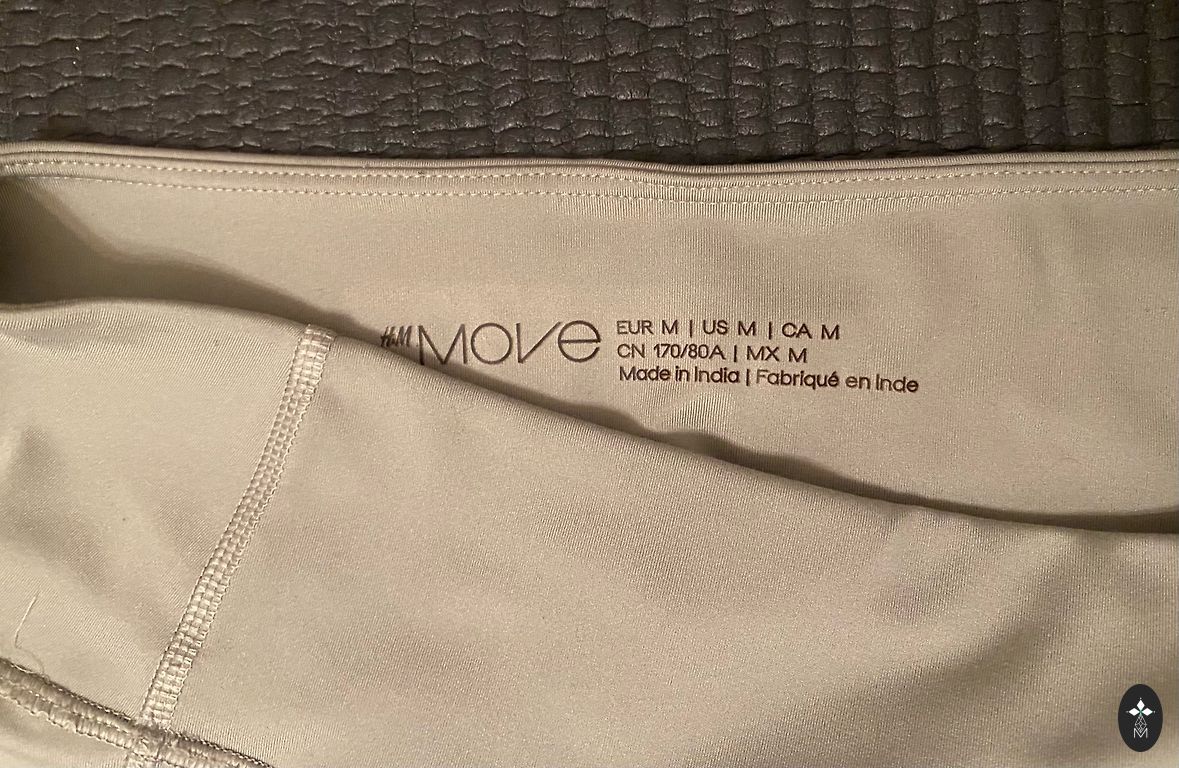 H&M MOVE
EUR M | US M | CA M
CN 170/80A | MX M
Made in India | Fabriqué en Inde
M